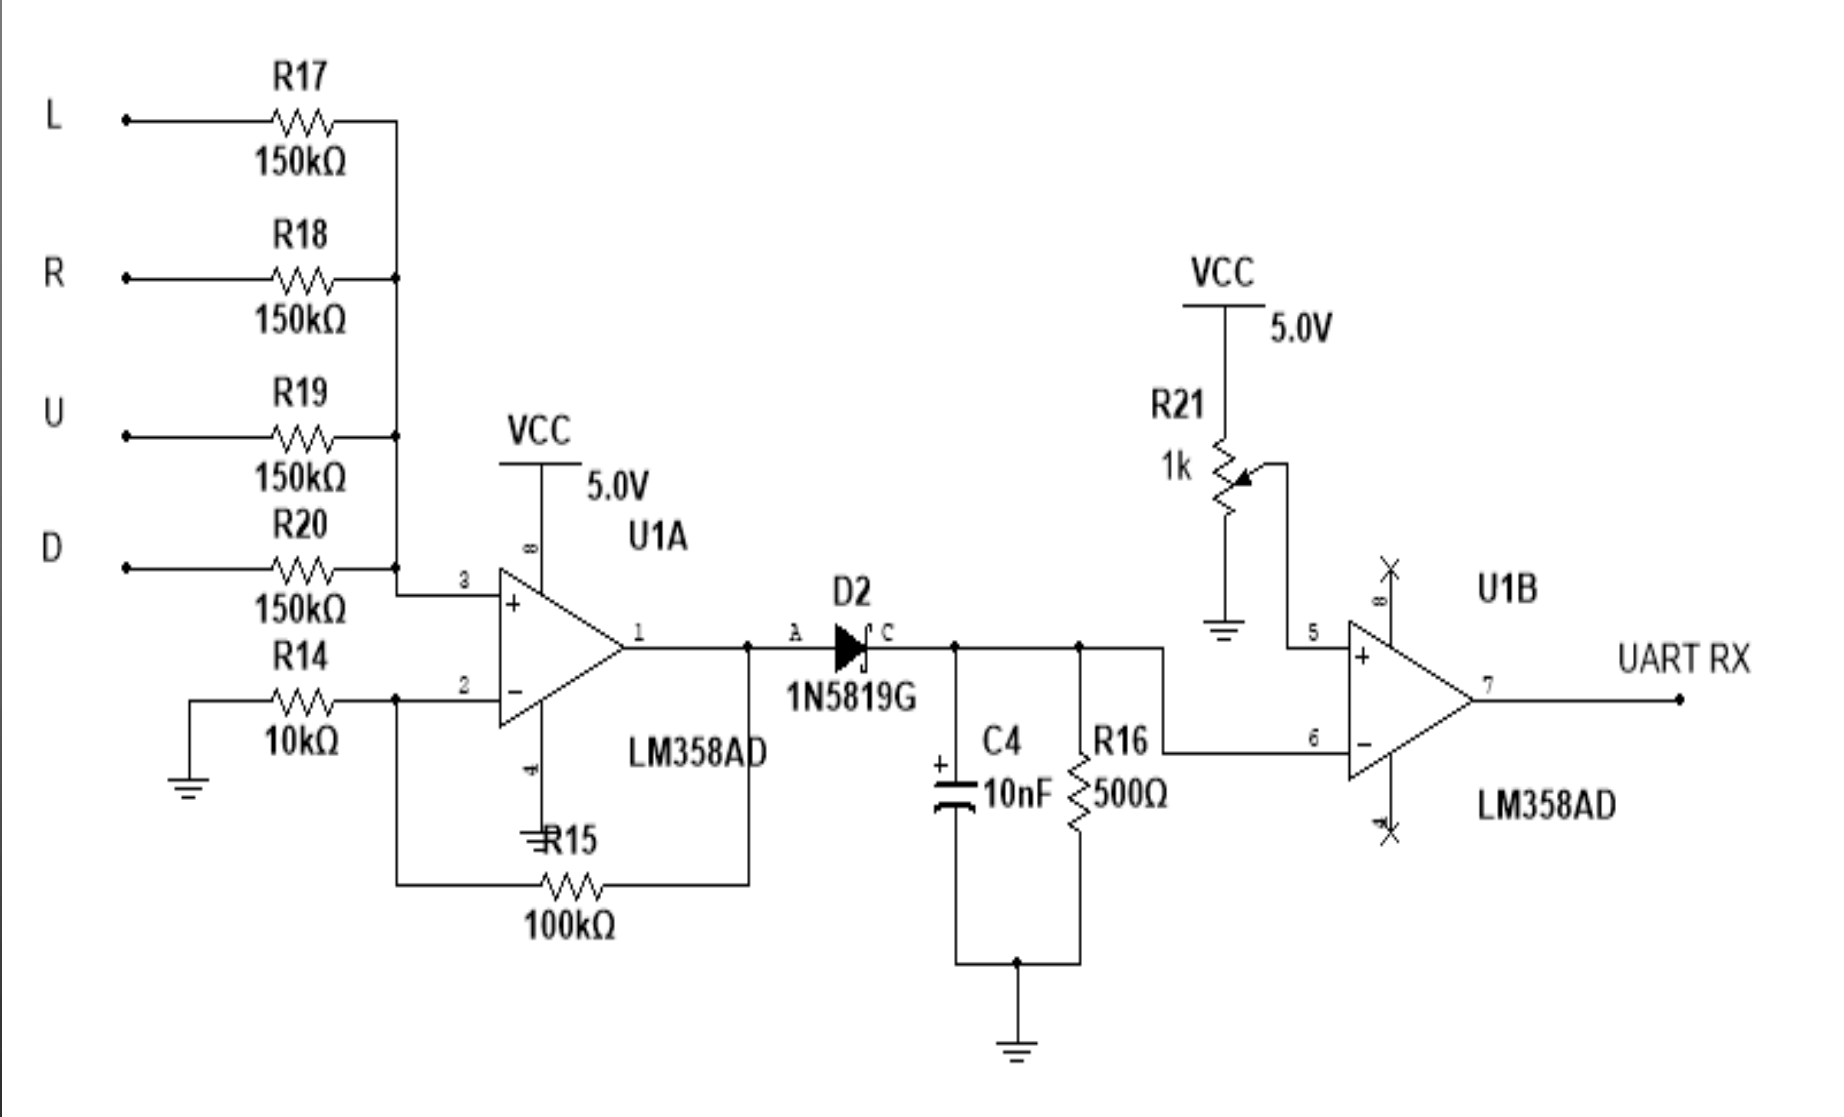 R17
L
150kΩ
R18
R
150kΩ
R19
U
150kΩ
R20
D
150kΩ
R14
10kΩ
VCC
5.0V
U1A
8
3
+
1
2
−
4
LM358AD
R15
100kΩ
D2
A
C
1N5819G
C4
+
10nF
R16
500Ω
VCC
5.0V
R21
1k
8
U1B
5
+
7
6
−
4
LM358AD
UART RX